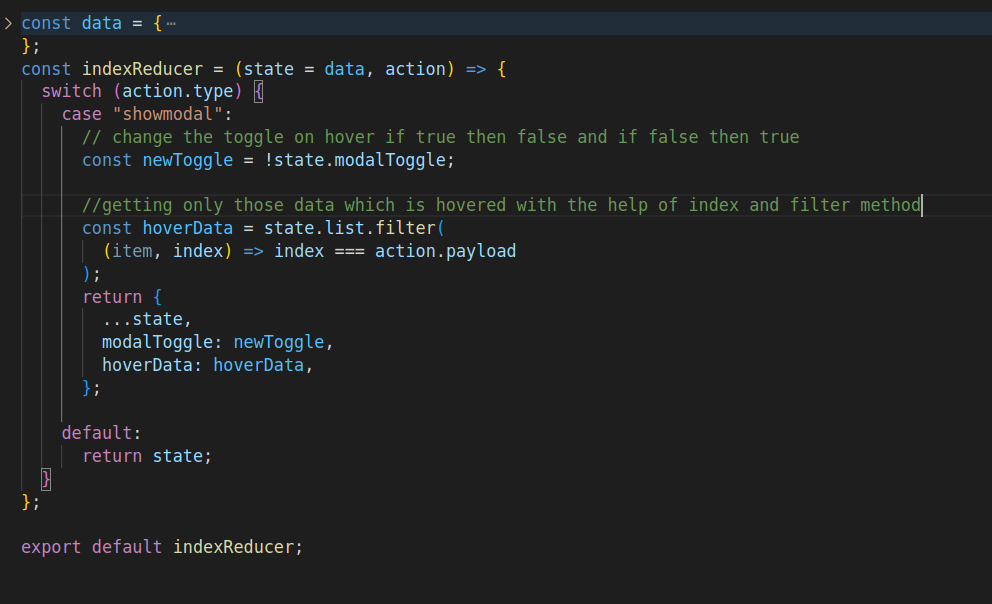 const data = { ⋯
};
const indexReducer = (state = data, action) => {
  switch (action.type) {
    case "showmodal":
      // change the toggle on hover if true then false and if false then true
      const newToggle = !state.modalToggle;

      //getting only those data which is hovered with the help of index and filter method
      const hoverData = state.list.filter(
        (item, index) => index === action.payload
      );
      return {
        ...state,
        modalToggle: newToggle,
        hoverData: hoverData,
      };

    default:
      return state;
  }
};

export default indexReducer;